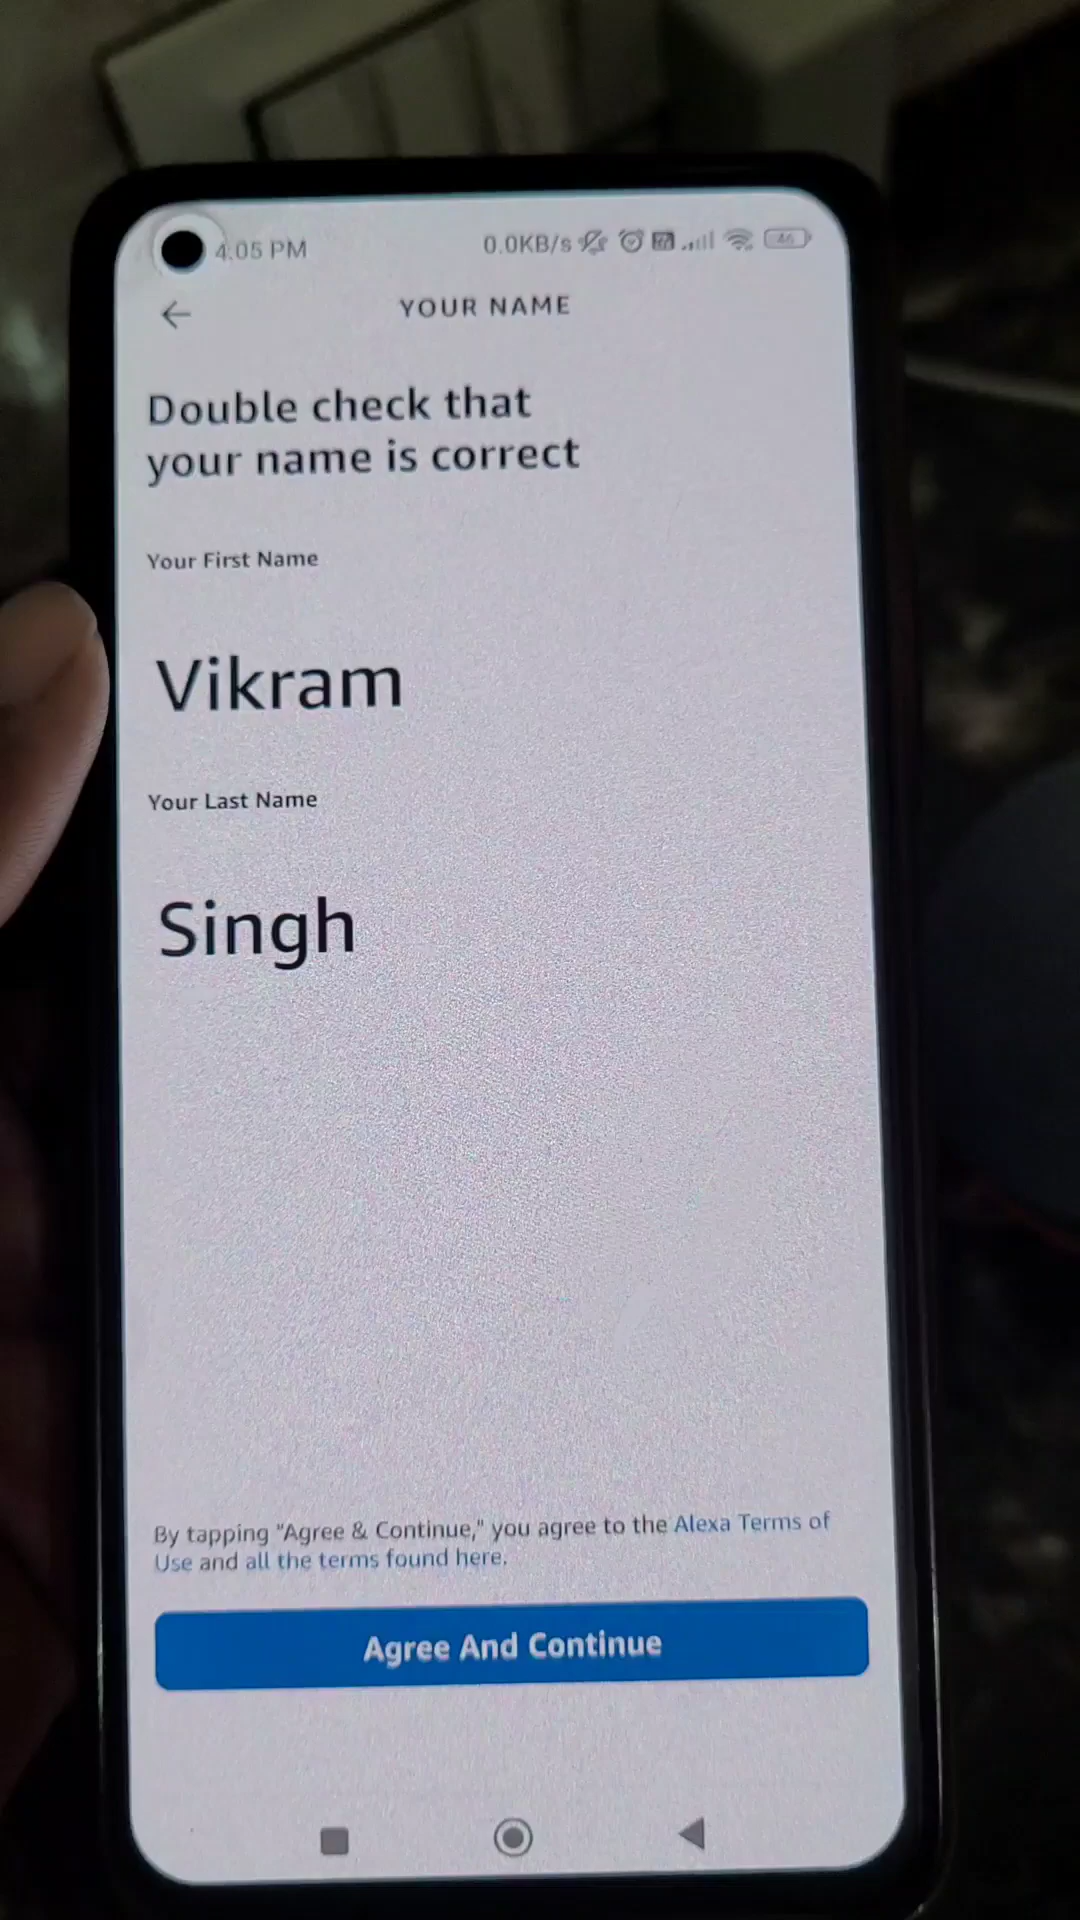 4:05 PM 0.0KB/s 46
YOUR NAME
Double check that
your name is correct
Your First Name
Vikram
Your Last Name
Singh
By tapping "Agree & Continue," you agree to the Alexa Terms of
Use and all the terms found here.
Agree And Continue